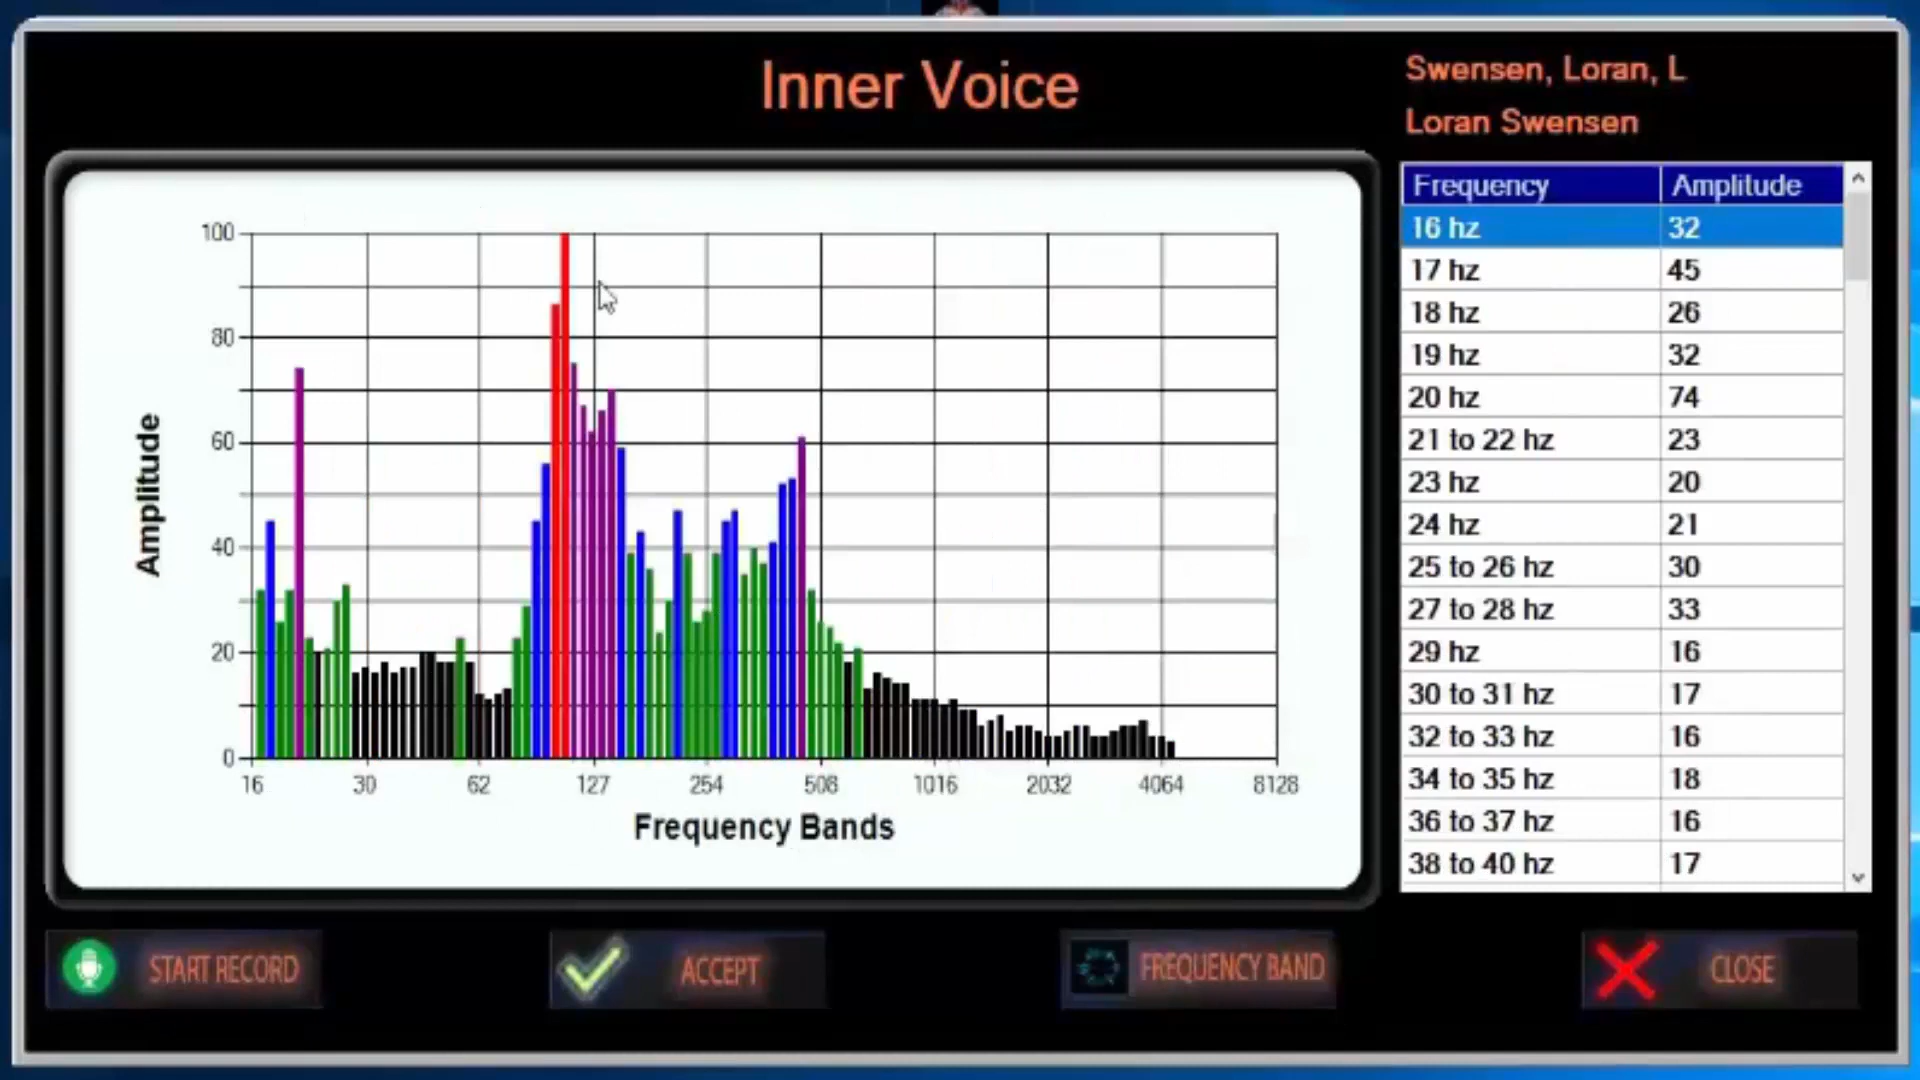 Inner Voice
Swensen, Loran, L
Loran Swensen
Frequency Amplitude
16 hz 32
17 hz 45
18 hz 26
19 hz 32
20 hz 74
21 to 22 hz 23
23 hz 20
24 hz 21
25 to 26 hz 30
27 to 28 hz 33
29 hz 16
30 to 31 hz 17
32 to 33 hz 16
34 to 35 hz 18
36 to 37 hz 16
38 to 40 hz 17
100
80
60
40
20
0
Amplitude
16 30 62 127 254 508 1016 2032 4064 8128
Frequency Bands
START RECORD
ACCEPT
FREQUENCY BAND
CLOSE